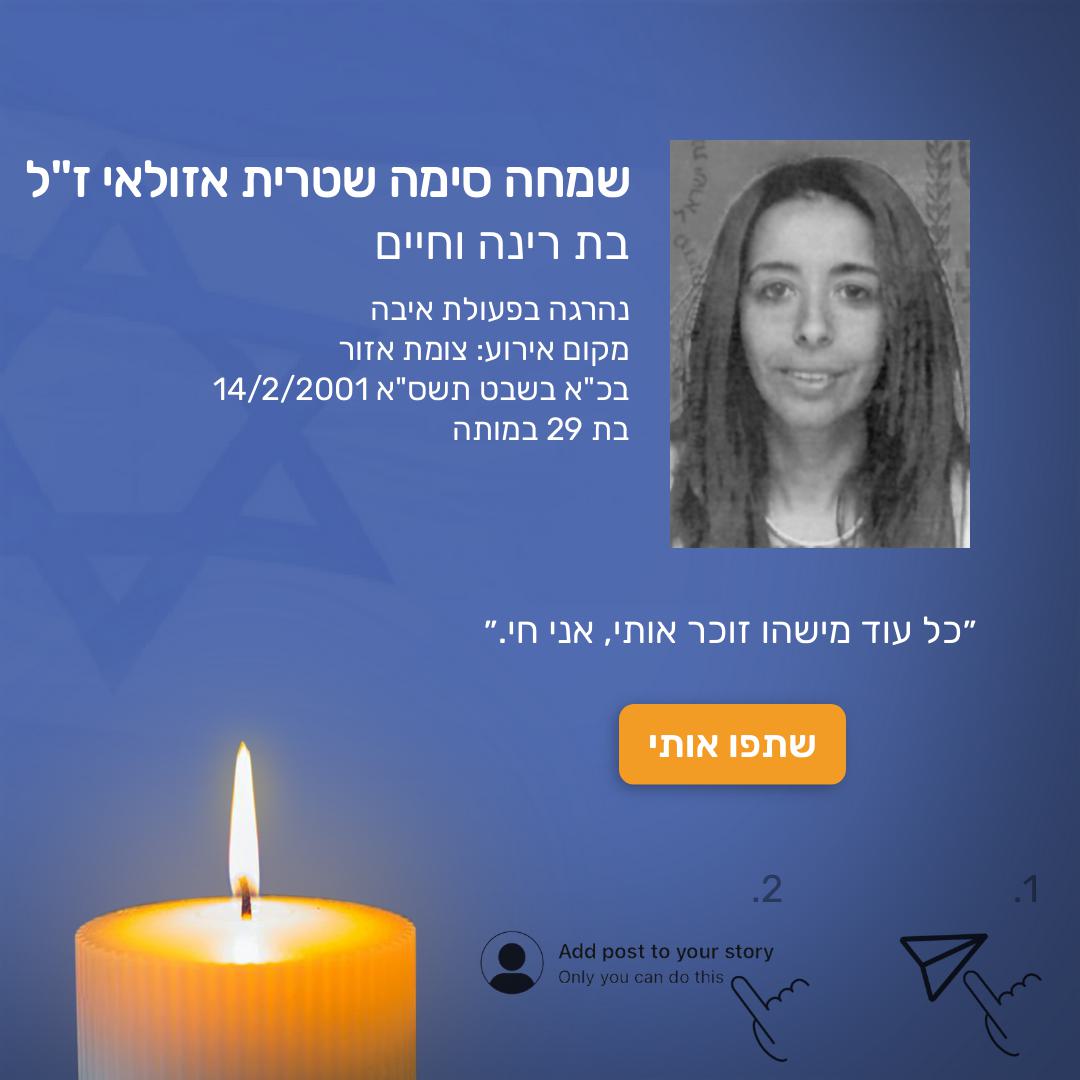 שמחה סימה שטרית אזולאי ז"ל
בת רינה וחיים
נהרגה בפעולת איבה
מקום אירוע: צומת אזור
בכ"א בשבט תשס"א 14/2/2001
בת 29 במותה
״כל עוד מישהו זוכר אותי, אני חי.״
שתפו אותי
1.
2.
Add post to your story
Only you can do this